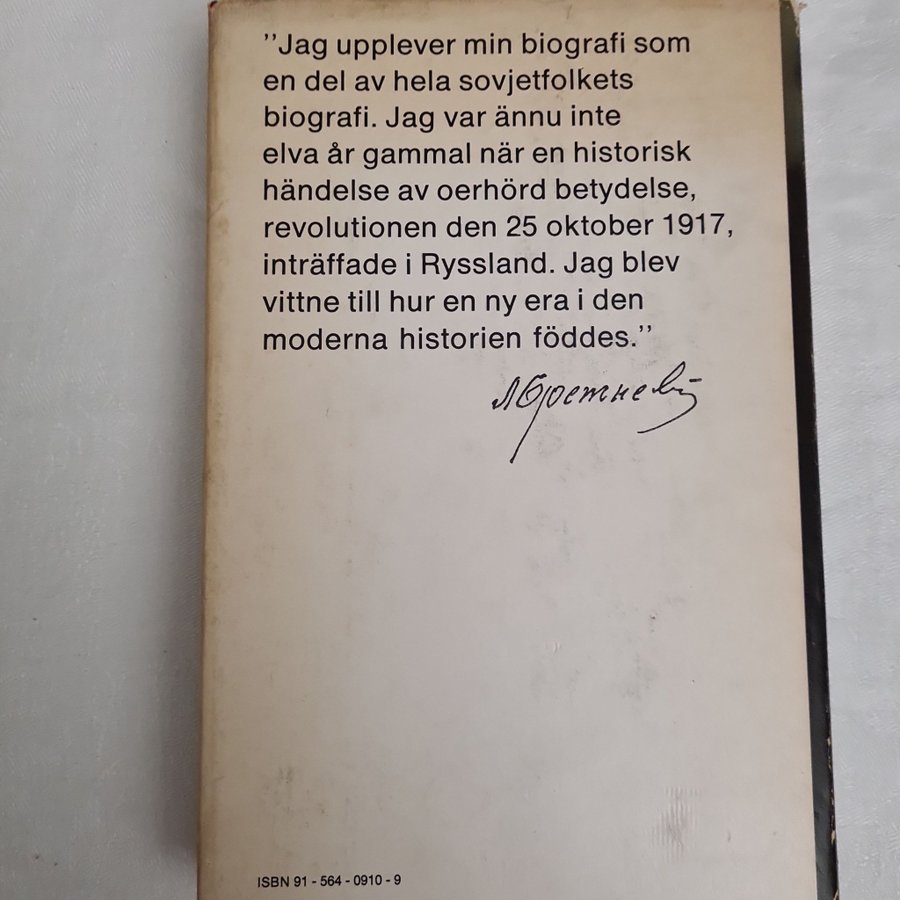 ”Jag upplever min biografi som
en del av hela sovjetfolkets
biografi. Jag var ännu inte
elva år gammal när en historisk
händelse av oerhörd betydelse,
revolutionen den 25 oktober 1917,
inträffade i Ryssland. Jag blev
vittne till hur en ny era i den
moderna historien föddes.”
ISBN 91 - 564 - 0910 - 9